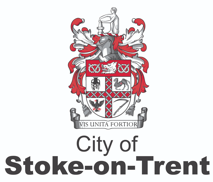 VIS UNITA FORTIOR
City of
Stoke-on-Trent